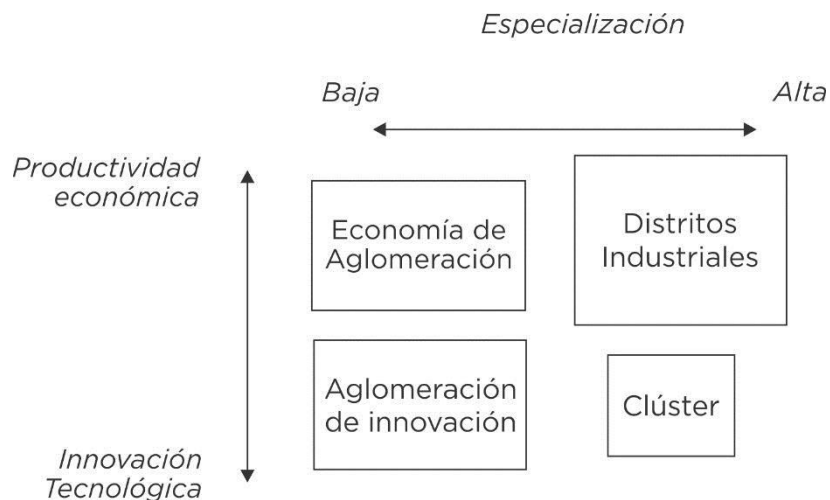 Especialización
Baja
Alta
Productividad
económica
Economía de
Aglomeración
Distritos
Industriales
Aglomeración
de innovación
Clúster
Innovación
Tecnológica